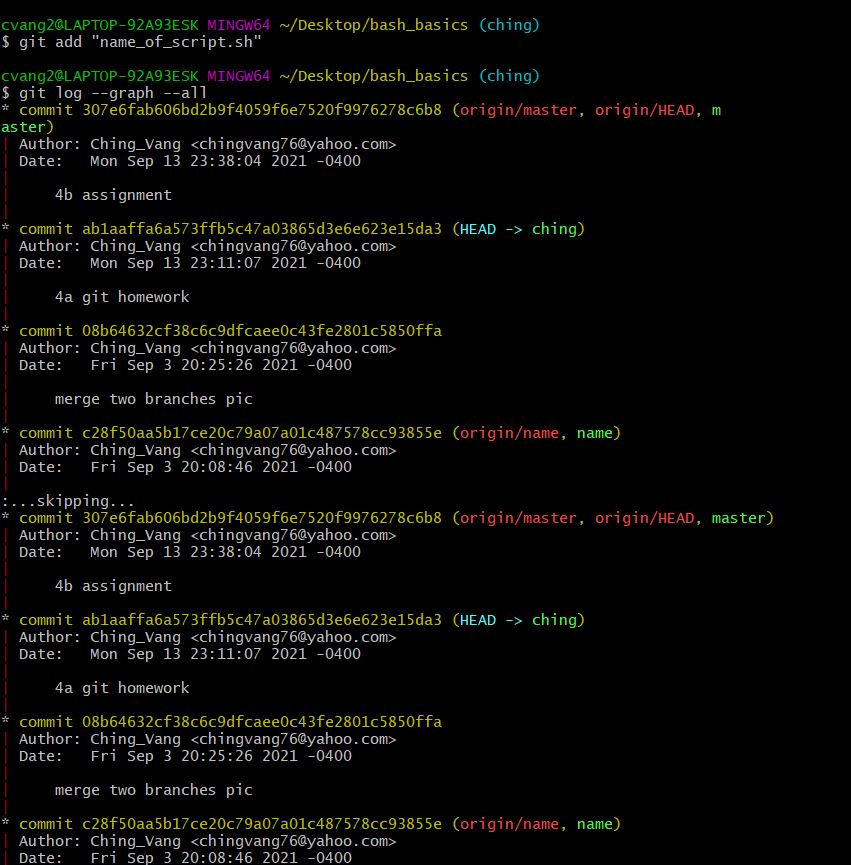 cvang2@LAPTOP-92A93ESK MINGW64 ~/Desktop/bash_basics (ching)
$ git add "name_of_script.sh"
cvang2@LAPTOP-92A93ESK MINGW64 ~/Desktop/bash_basics (ching)
$ git log --graph --all
* commit 307e6fab606bd2b9f4059f6e7520f9976278c6b8 (origin/master, origin/HEAD, m
aster)
| Author: Ching_Vang <chingvang76@yahoo.com>
| Date:   Mon Sep 13 23:38:04 2021 -0400
|
|     4b assignment
|
* commit ab1aaffa6a573ffb5c47a03865d3e6e623e15da3 (HEAD -> ching)
| Author: Ching_Vang <chingvang76@yahoo.com>
| Date:   Mon Sep 13 23:11:07 2021 -0400
|
|     4a git homework
|
* commit 08b64632cf38c6c9dfcaee0c43fe2801c5850ffa
| Author: Ching_Vang <chingvang76@yahoo.com>
| Date:   Fri Sep 3 20:25:26 2021 -0400
|
|     merge two branches pic
|
* commit c28f50aa5b17ce20c79a07a01c487578cc93855e (origin/name, name)
| Author: Ching_Vang <chingvang76@yahoo.com>
| Date:   Fri Sep 3 20:08:46 2021 -0400
|
:...skipping...
* commit 307e6fab606bd2b9f4059f6e7520f9976278c6b8 (origin/master, origin/HEAD, master)
| Author: Ching_Vang <chingvang76@yahoo.com>
| Date:   Mon Sep 13 23:38:04 2021 -0400
|
|     4b assignment
|
* commit ab1aaffa6a573ffb5c47a03865d3e6e623e15da3 (HEAD -> ching)
| Author: Ching_Vang <chingvang76@yahoo.com>
| Date:   Mon Sep 13 23:11:07 2021 -0400
|
|     4a git homework
|
* commit 08b64632cf38c6c9dfcaee0c43fe2801c5850ffa
| Author: Ching_Vang <chingvang76@yahoo.com>
| Date:   Fri Sep 3 20:25:26 2021 -0400
|
|     merge two branches pic
|
* commit c28f50aa5b17ce20c79a07a01c487578cc93855e (origin/name, name)
| Author: Ching_Vang <chingvang76@yahoo.com>
| Date:   Fri Sep 3 20:08:46 2021 -0400